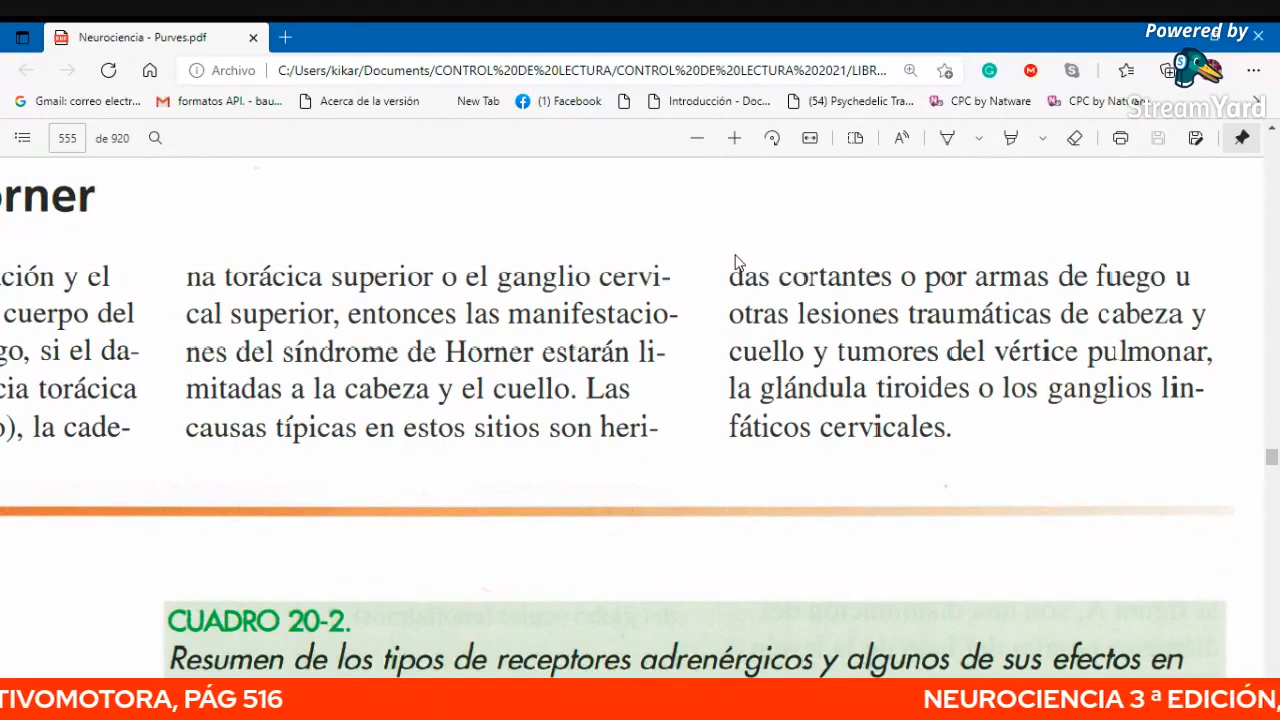 Powered by
StreamYard
Neurociencia - Purves.pdf
Archivo
C:/Users/kikar/Documents/CONTROL%20DE%20LECTURA/CONTROL%20DE%20LECTURA%202021/LIBR...
Gmail: correo electr...
formatos API. - bau...
Acerca de la versión
New Tab
(1) Facebook
Introducción - Doc...
(54) Psychedelic Tra...
CPC by Natware
CPC by Natware
555 de 920
orner
ción y el
cuerpo del
go, si el da-
cia torácica
o), la cade-
na torácica superior o el ganglio cervi-
cal superior, entonces las manifestacio-
nes del síndrome de Horner estarán li-
mitadas a la cabeza y el cuello. Las
causas típicas en estos sitios son heri-
das cortantes o por armas de fuego u
otras lesiones traumáticas de cabeza y
cuello y tumores del vértice pulmonar,
la glándula tiroides o los ganglios lin-
fáticos cervicales.
CUADRO 20-2.
Resumen de los tipos de receptores adrenérgicos y algunos de sus efectos en
TIVOMOTORA, PÁG 516
NEUROCIENCIA 3 ª EDICIÓN,